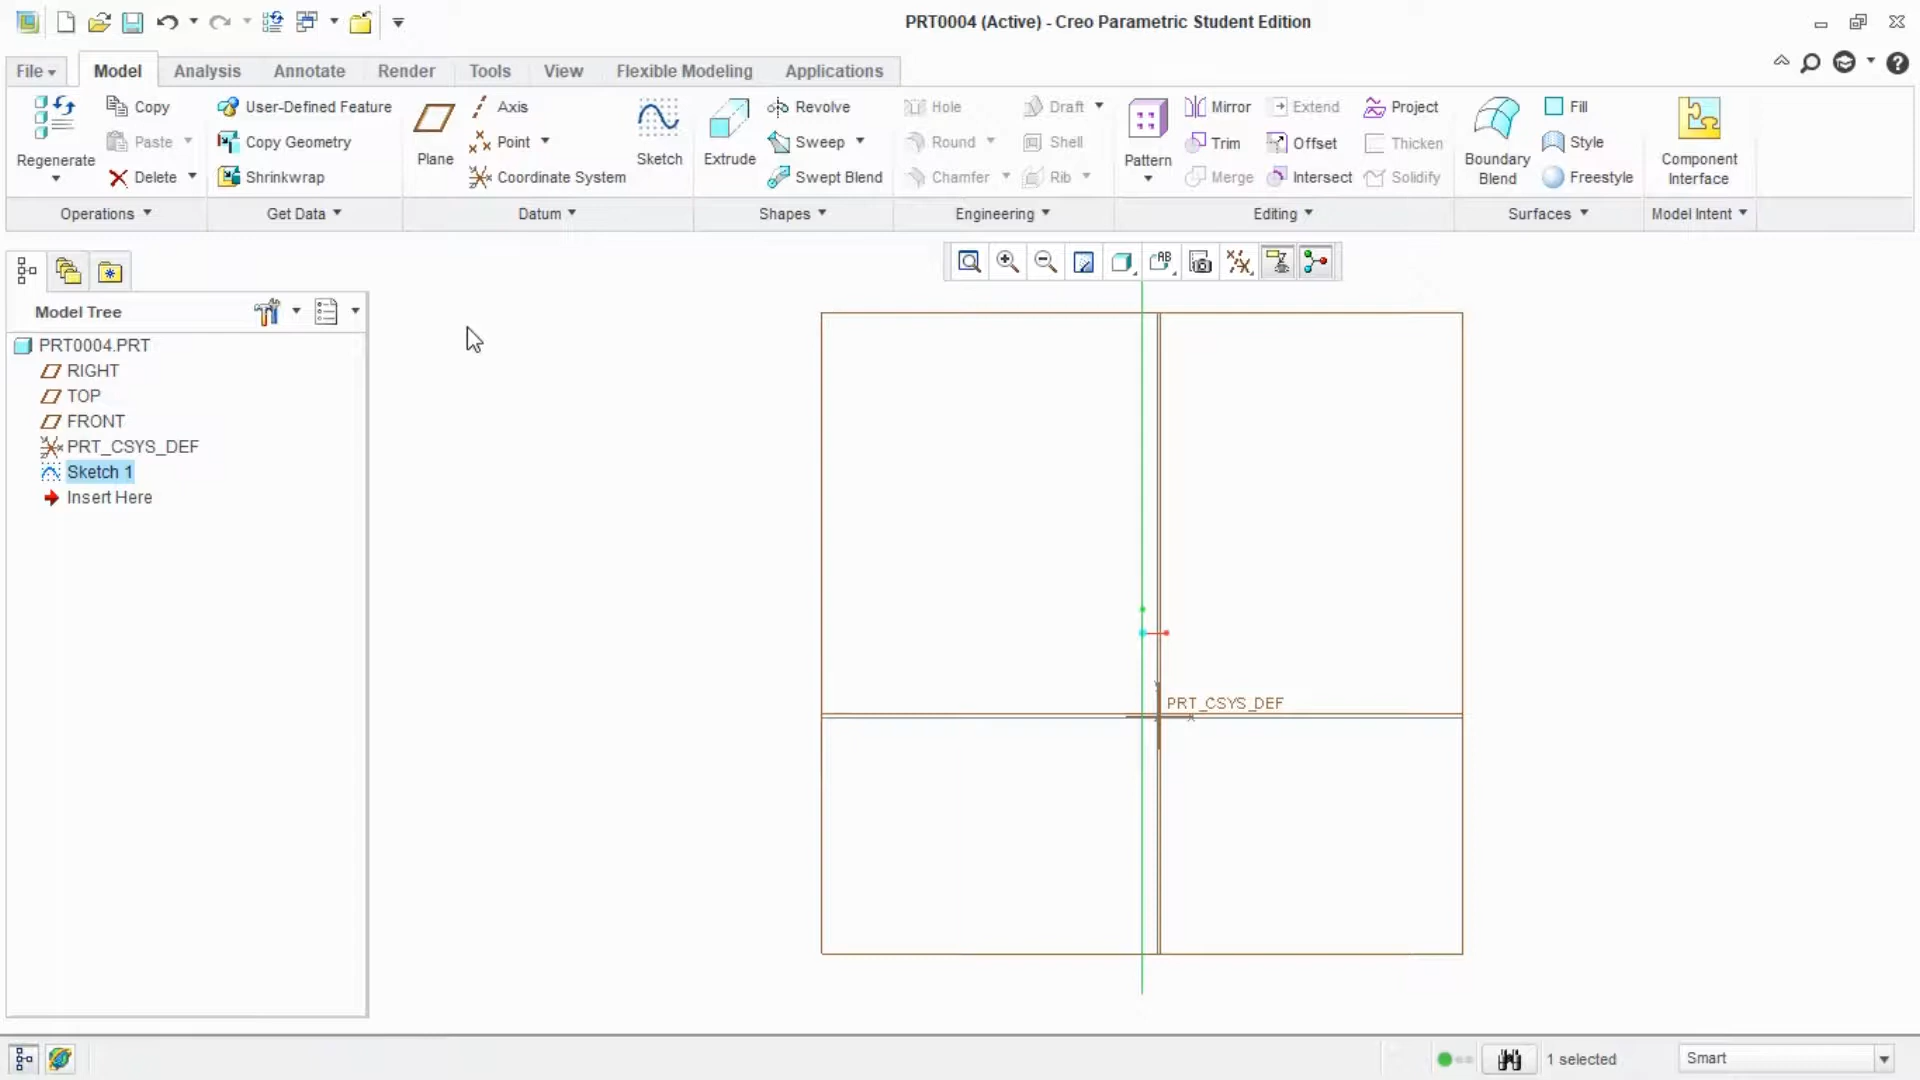 PRT0004 (Active) - Creo Parametric Student Edition
File Model Analysis Annotate Render Tools View Flexible Modeling Applications
Regenerate
Copy
Paste
Delete
User-Defined Feature
Copy Geometry
Shrinkwrap
Plane
Axis
Point
Coordinate System
Sketch
Extrude
Revolve
Sweep
Swept Blend
Hole
Round
Chamfer
Draft
Shell
Rib
Pattern
Mirror
Trim
Merge
Extend
Offset
Intersect
Project
Thicken
Solidify
Boundary
Blend
Fill
Style
Freestyle
Component
Interface
Operations Get Data Datum Shapes Engineering Editing Surfaces Model Intent
Model Tree
PRT0004.PRT
RIGHT
TOP
FRONT
PRT_CSYS_DEF
Sketch 1
Insert Here
PRT_CSYS_DEF
1 selected
Smart